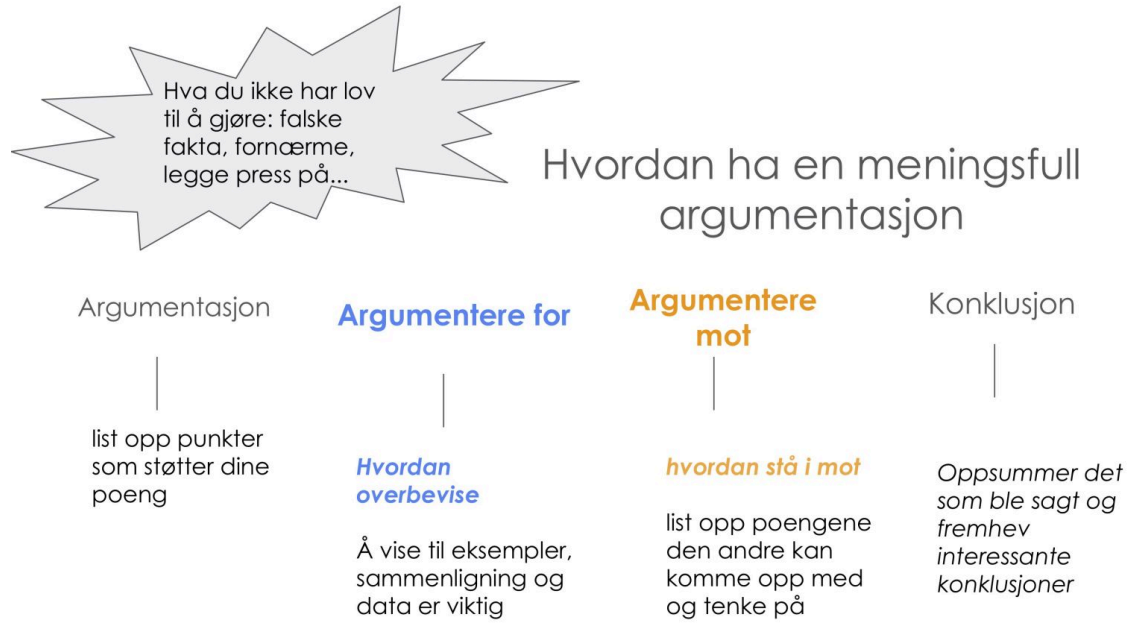 Hva du ikke har lov
til å gjøre: falske
fakta, fornærme,
legge press på...
Hvordan ha en meningsfull
argumentasjon
Argumentasjon
list opp punkter
som støtter dine
poeng
Argumentere for
Hvordan
overbevise
Å vise til eksempler,
sammenligning og
data er viktig
Argumentere
mot
hvordan stå i mot
list opp poengene
den andre kan
komme opp med
og tenke på
Konklusjon
Oppsummer det
som ble sagt og
fremhev
interessante
konklusjoner